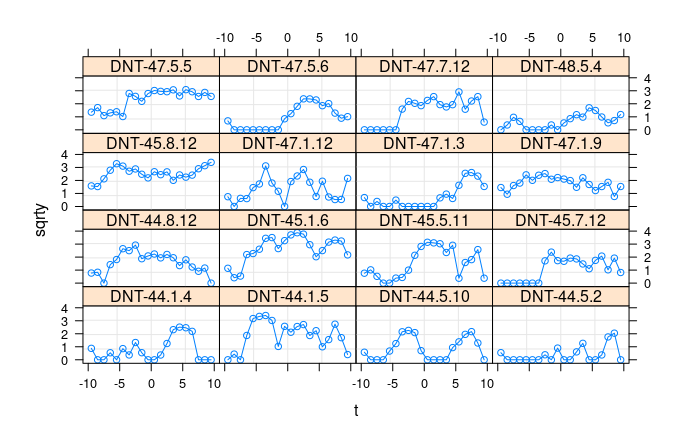 -10 -5 0 5 10 -10 -5 0 5 10
DNT-47.5.5 DNT-47.5.6 DNT-47.7.12 DNT-48.5.4
4
3
2
1
0
DNT-45.8.12 DNT-47.1.12 DNT-47.1.3 DNT-47.1.9
4
3
2
1
0
sqrty
DNT-44.8.12 DNT-45.1.6 DNT-45.5.11 DNT-45.7.12
4
3
2
1
0
DNT-44.1.4 DNT-44.1.5 DNT-44.5.10 DNT-44.5.2
4
3
2
1
0
-10 -5 0 5 10 -10 -5 0 5 10
t